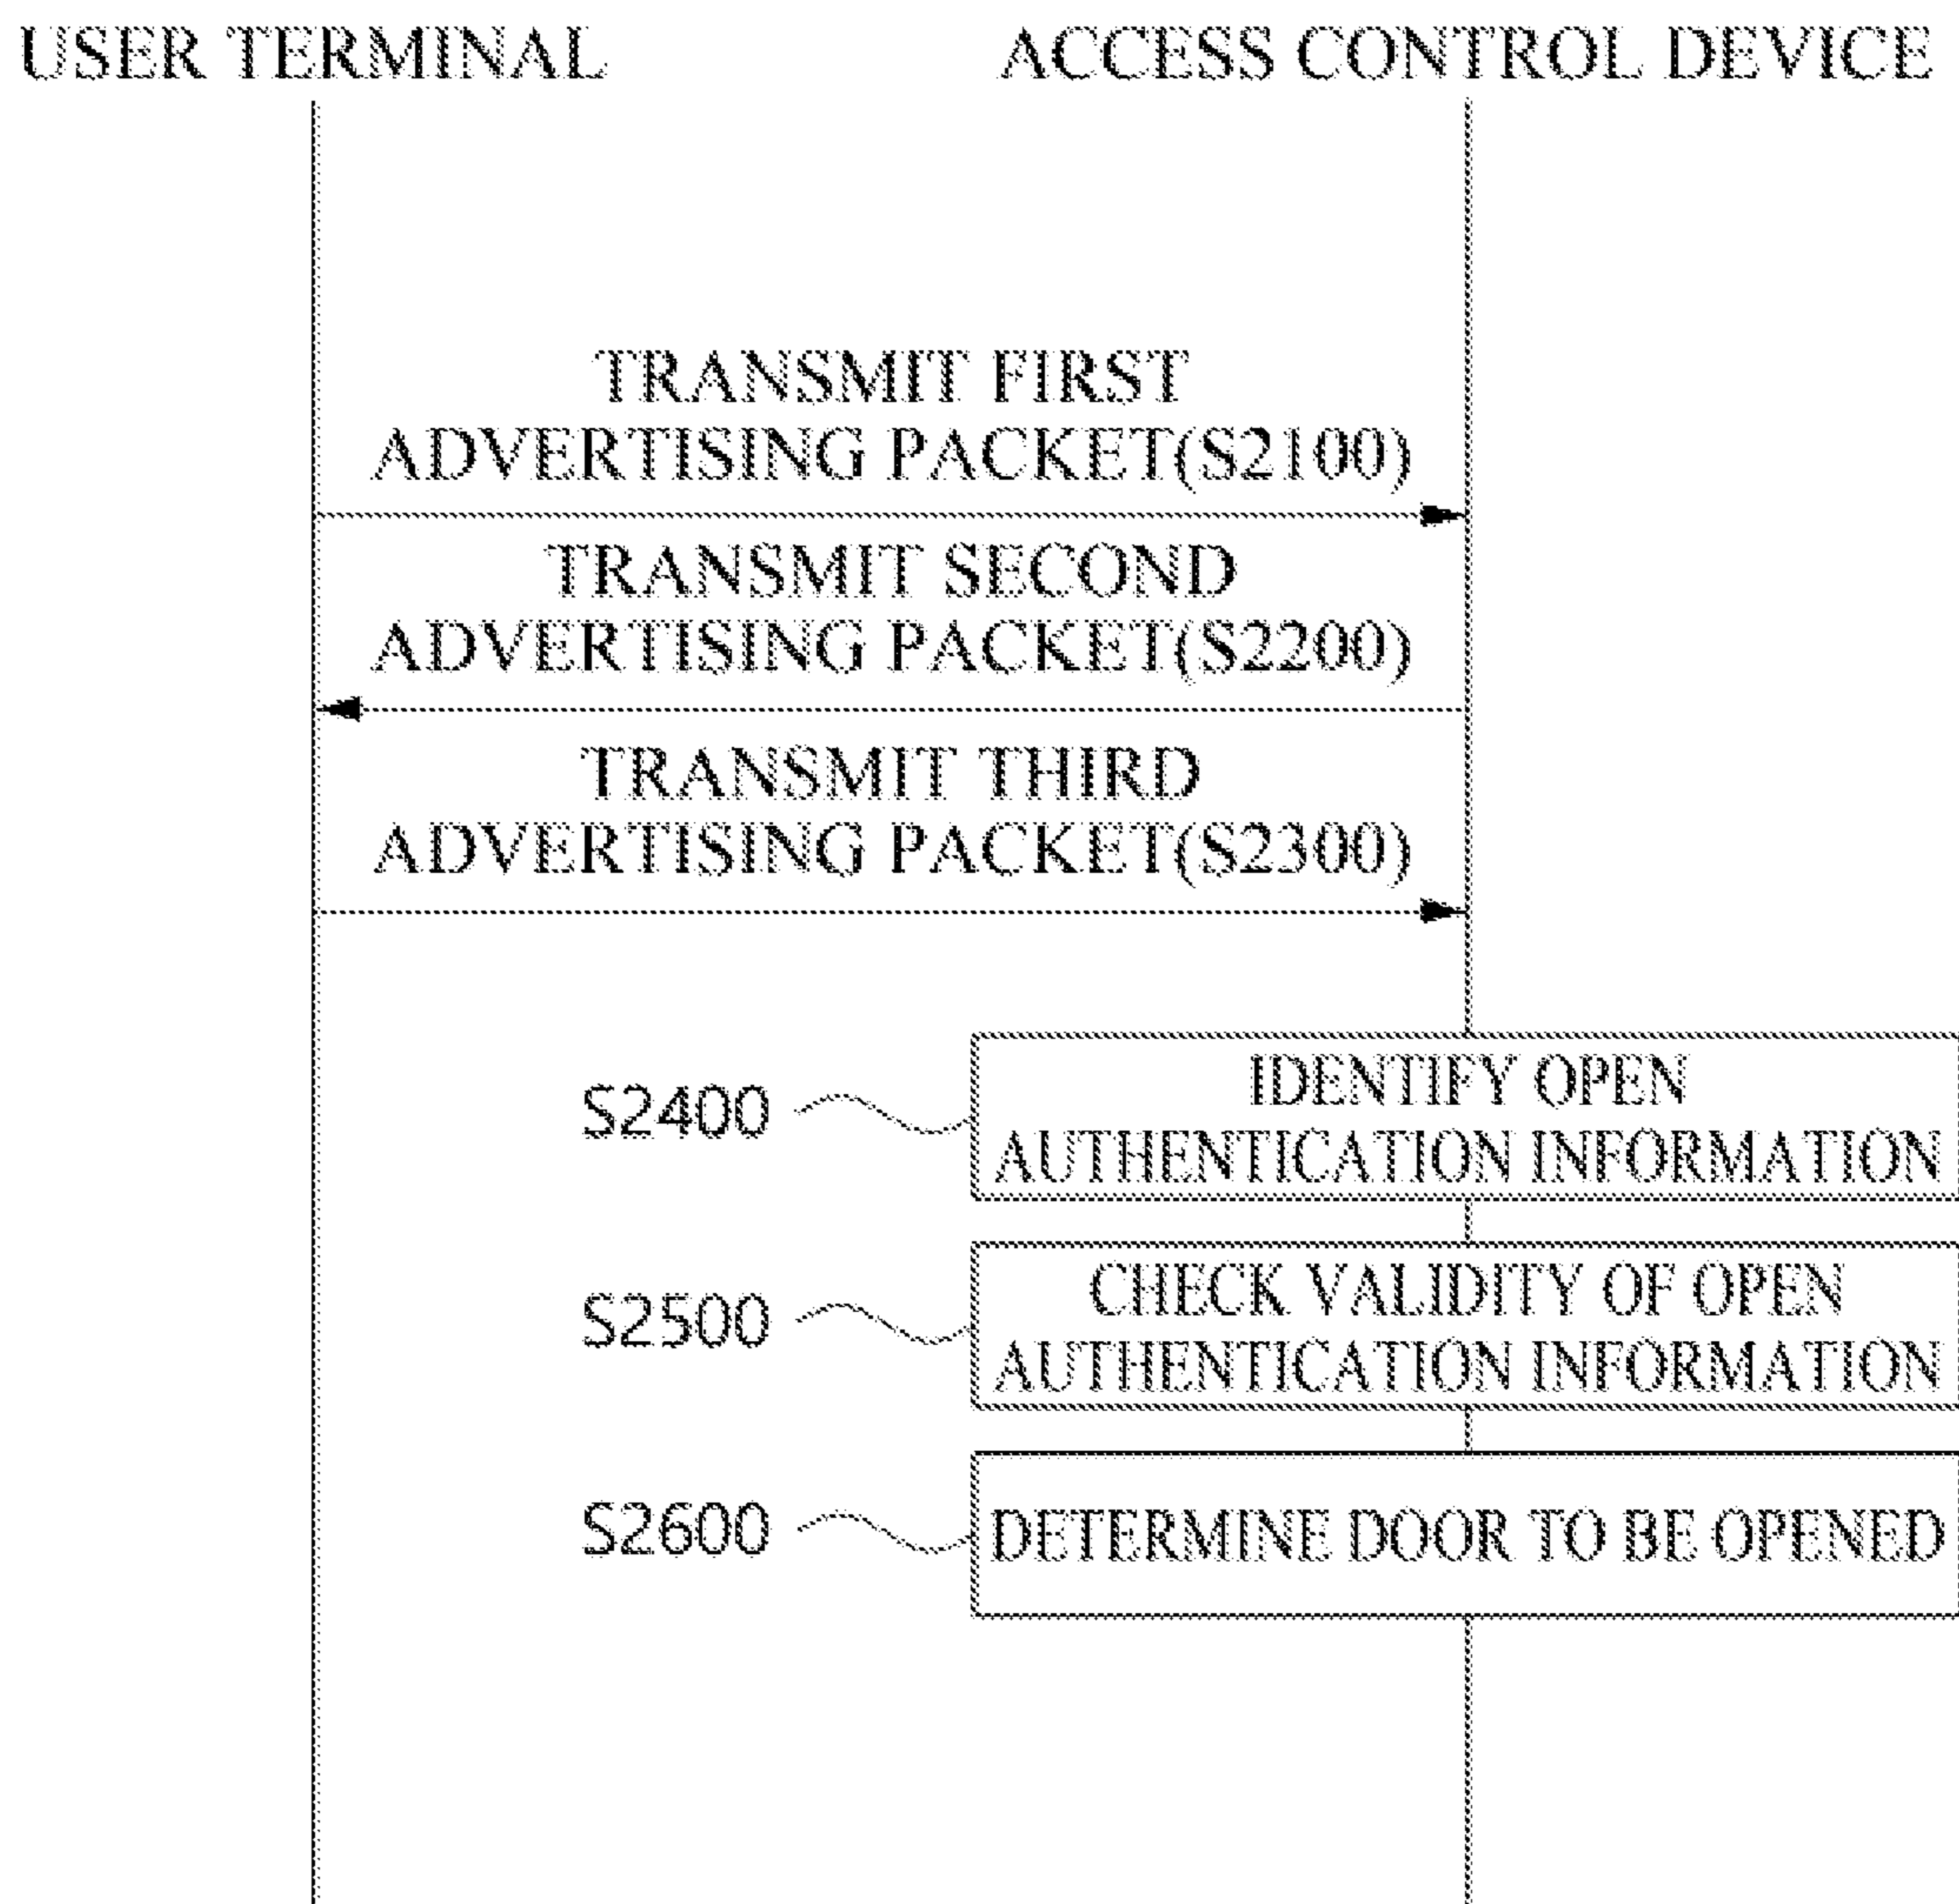 USER TERMINAL
ACCESS CONTROL DEVICE
TRANSMIT FIRST
ADVERTISING PACKET(S2100)
TRANSMIT SECOND
ADVERTISING PACKET(S2200)
TRANSMIT THIRD
ADVERTISING PACKET(S2300)
S2400
IDENTIFY OPEN
AUTHENTICATION INFORMATION
S2500
CHECK VALIDITY OF OPEN
AUTHENTICATION INFORMATION
S2600
DETERMINE DOOR TO BE OPENED